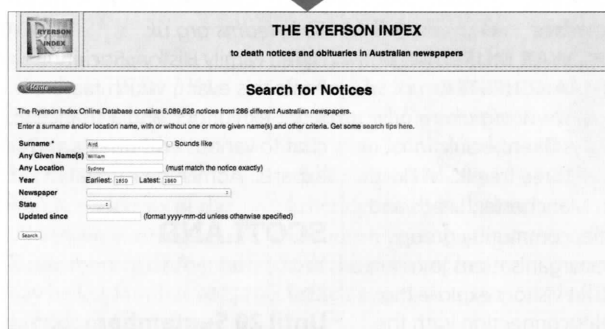 THE RYERSON INDEX
RYERSON
INDEX
to death notices and obituaries in Australian newspapers
Home
Search for Notices
The Ryerson Index Online Database contains 5,089,526 notices from 286 different Australian newspapers.
Enter a surname and/or location name, with or without one or more given name(s) and other criteria. Get some search tips here.
Surname * Sounds like
Any Given Name(s) William
Any Location Sydney (must match the notice exactly)
Year Earliest: 1850 Latest: 1860
Newspaper
State
Updated since (format yyyy-mm-dd unless otherwise specified)
Search